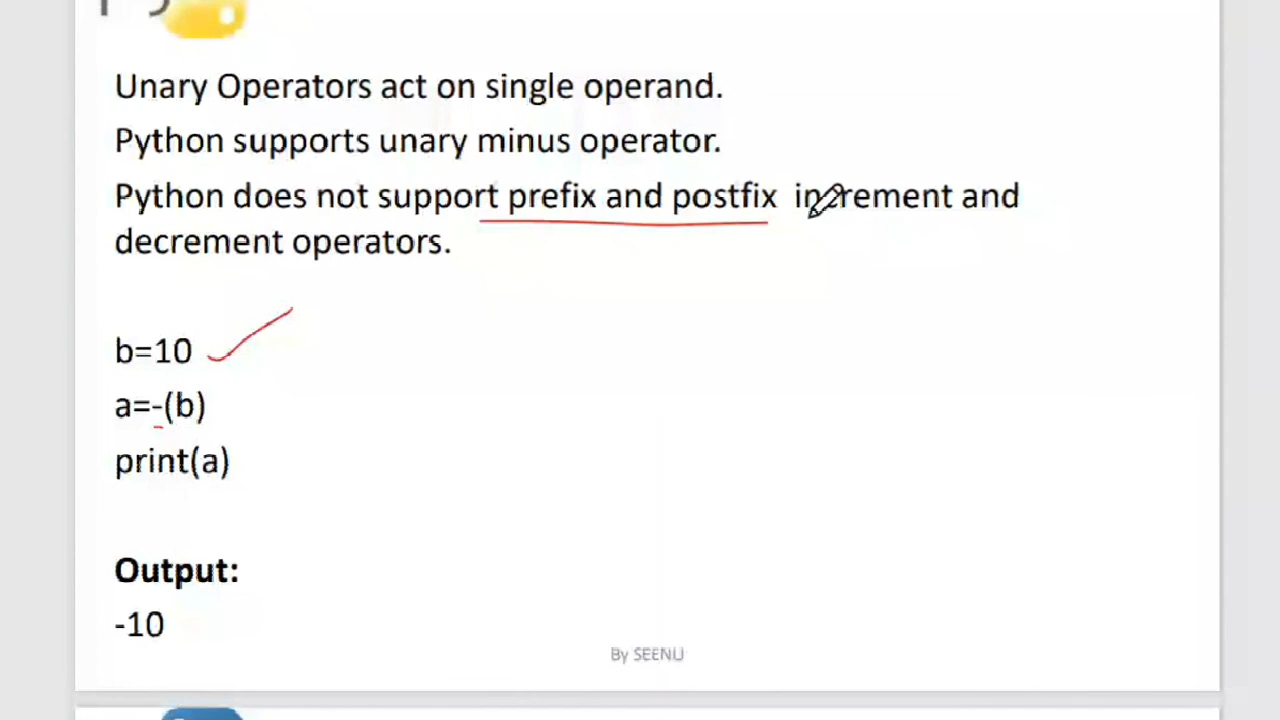 Unary Operators act on single operand.
Python supports unary minus operator.
Python does not support prefix and postfix increment and
decrement operators.
b=10
a=-(b)
print(a)
Output:
-10
By SEENU